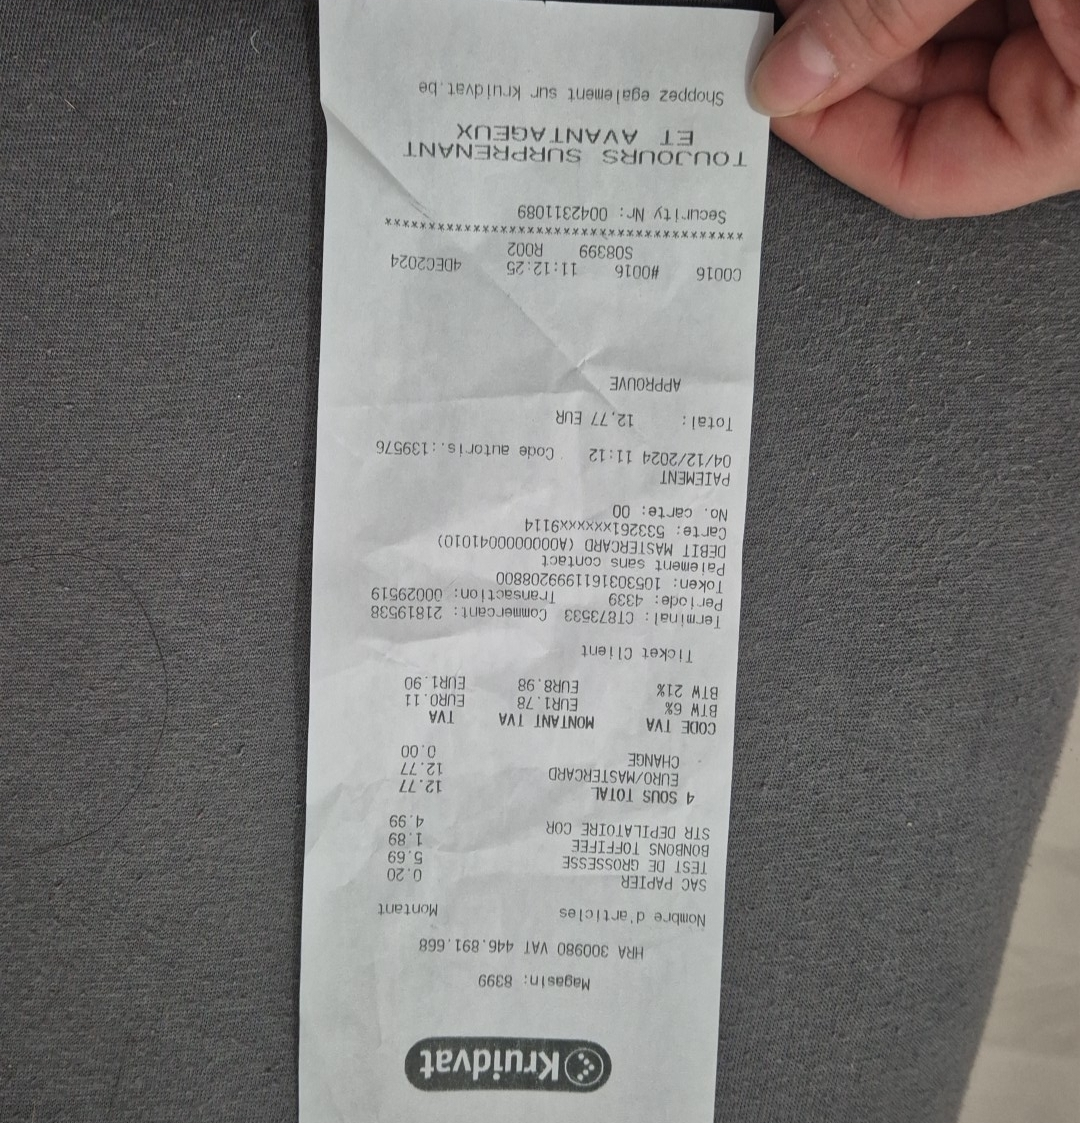 Kruidvat
Magasin: 8399
HRA 300980 VAT 446.891.668
Nombre d'articles Montant
SAC PAPIER 0.20
TEST DE GROSSESSE 5.69
BONBONS TOFFIFEE 1.89
STR DEPILATOIRE COR 4.99
4 SOUS TOTAL 12.77
EURO/MASTERCARD 12.77
CHANGE 0.00
CODE TVA MONTANT TVA TVA
BTW 6% EUR1.78 EUR0.11
BTW 21% EUR8.98 EUR1.90
Ticket Client
Terminal: CT873533 Commercant: 21819538
Periode: 4339 Transaction: 00029519
Token: 1053031611999208800
Paiement sans contact
DEBIT MASTERCARD (A0000000041010)
Carte: 533261xxxxxx9114
No. carte: 00
PAIEMENT
04/12/2024 11:12 Code autoris.:139576
Total: 12.77 EUR
APPROUVE
C0016 #0016 11:12:25 4DEC2024
S08399 R002
****************************************
Security Nr: 0042311089
TOUJOURS SURPRENANT
ET AVANTAGEUX
Shoppez egalement sur kruidvat.be